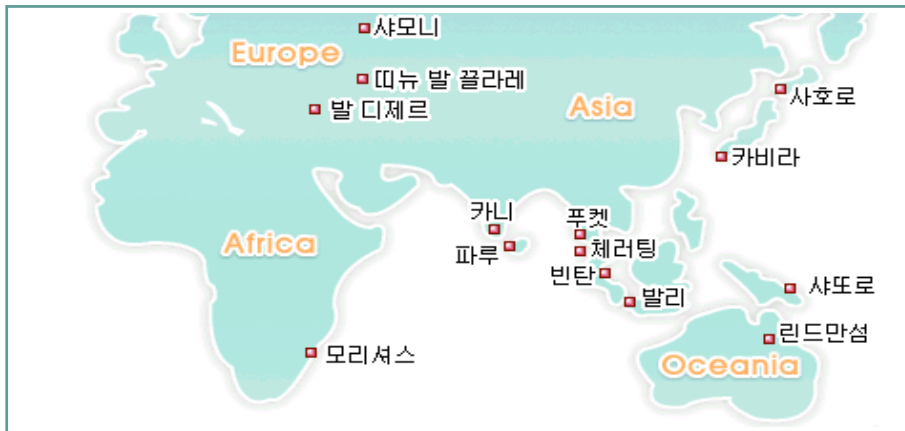 샤모니
Europe
띠뉴 발 끌라레
발 디제르
Asia
사호로
카비라
카니
파루
푸켓
체러팅
빈탄
발리
Africa
샤또로
린드만섬
모리셔스
Oceania